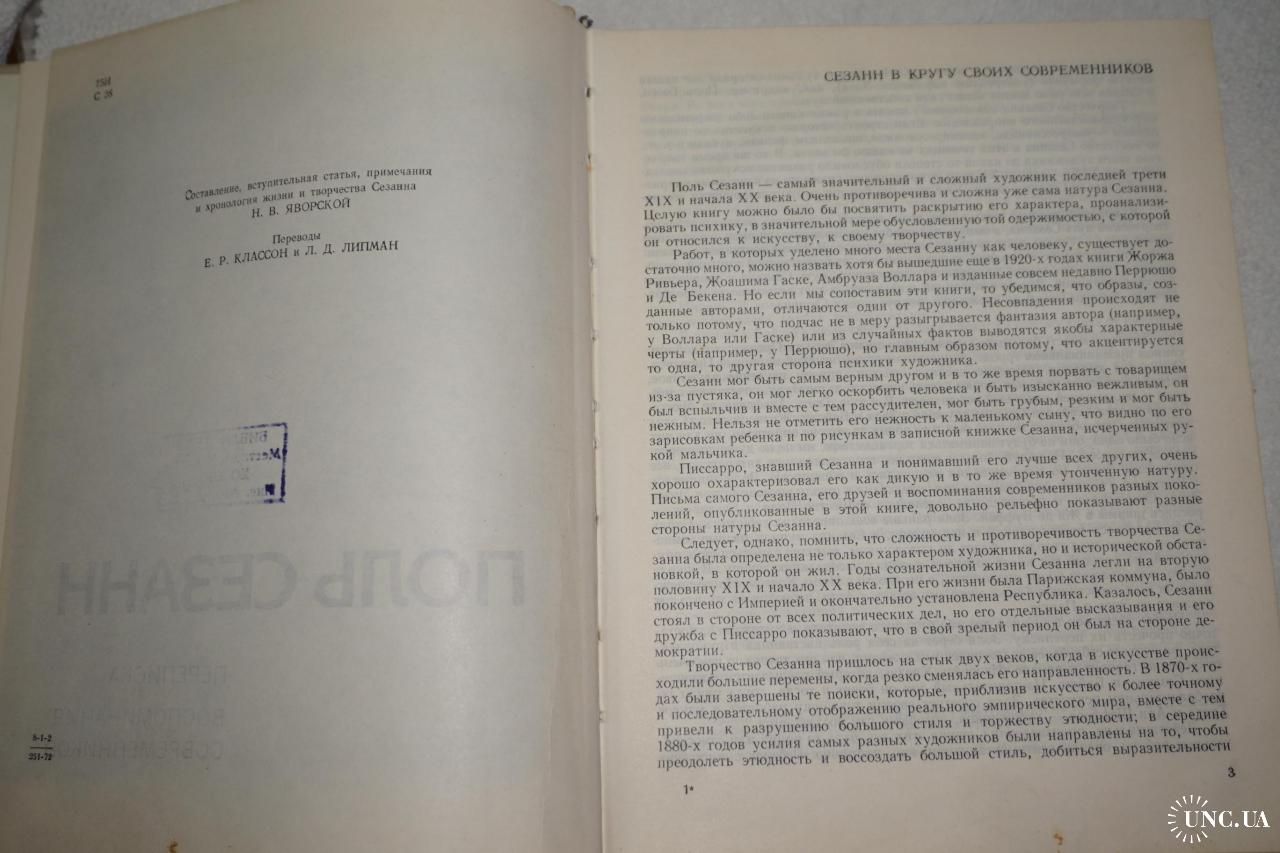 75И
С 28
Составление, вступительная статья, примечания
и хронология жизни и творчества Сезанна
Н. В. ЯВОРСКОЙ
Переводы
Е. Р. КЛАССОН и Л. Д. ЛИПМАН
ПОЛЬ СЕЗАНН
ПЕРЕПИСКА
ВОСПОМИНАНИЯ
СОВРЕМЕННИКОВ
8-1-2
251-72
СЕЗАНН В КРУГУ СВОИХ СОВРЕМЕННИКОВ
Поль Сезанн — самый значительный и сложный художник последней трети
XIX и начала XX века. Очень противоречива и сложна уже сама натура Сезанна.
Целую книгу можно было бы посвятить раскрытию его характера, проанализи-
ровать психику, в значительной мере обусловленную той одержимостью, с которой
он относился к искусству, к своему творчеству.
Работ, в которых уделено много места Сезанну как человеку, существует до-
статочно много, можно назвать хотя бы вышедшие еще в 1920-х годах книги Жоржа
Ривьера, Жоашима Гаске, Амбруаза Воллара и изданные совсем недавно Перрюшо
и Де Бекена. Но если мы сопоставим эти книги, то убедимся, что образы, соз-
данные авторами, отличаются один от другого. Несовпадения происходят не
только потому, что подчас не в меру разыгрывается фантазия автора (например,
у Воллара или Гаске) или из случайных фактов выводятся якобы характерные
черты (например, у Перрюшо), но главным образом потому, что акцентируется
то одна, то другая сторона психики художника.
Сезанн мог быть самым верным другом и в то же время порвать с товарищем
из-за пустяка, он мог легко оскорбить человека и быть изысканно вежливым, он
был вспыльчив и вместе с тем рассудителен, мог быть грубым, резким и мог быть
нежным. Нельзя не отметить его нежность к маленькому сыну, что видно по его
зарисовкам ребенка и по рисункам в записной книжке Сезанна, исчерченных ру-
кой мальчика.
Писсарро, знавший Сезанна и понимавший его лучше всех других, очень
хорошо охарактеризовал его как дикую и в то же время утонченную натуру.
Письма самого Сезанна, его друзей и воспоминания современников разных поко-
лений, опубликованные в этой книге, довольно рельефно показывают разные
стороны натуры Сезанна.
Следует, однако, помнить, что сложность и противоречивость творчества Се-
занна была определена не только характером художника, но и исторической обста-
новкой, в которой он жил. Годы сознательной жизни Сезанна легли на вторую
половину XIX и начало XX века. При его жизни была Парижская коммуна, было
покончено с Империей и окончательно установлена Республика. Казалось, Сезанн
стоял в стороне от всех политических дел, но его отдельные высказывания и его
дружба с Писсарро показывают, что в свой зрелый период он был на стороне де-
мократии.
Творчество Сезанна пришлось на стык двух веков, когда в искусстве проис-
ходили большие перемены, когда резко сменялась его направленность. В 1870-х го-
дах были завершены те поиски, которые, приблизив искусство к более точному
и последовательному отображению реального эмпирического мира, вместе с тем
привели к разрушению большого стиля и торжеству этюдности; в середине
1880-х годов усилия самых разных художников были направлены на то, чтобы
преодолеть этюдность и воссоздать большой стиль, добиться выразительности
1*
3
UNC.UA